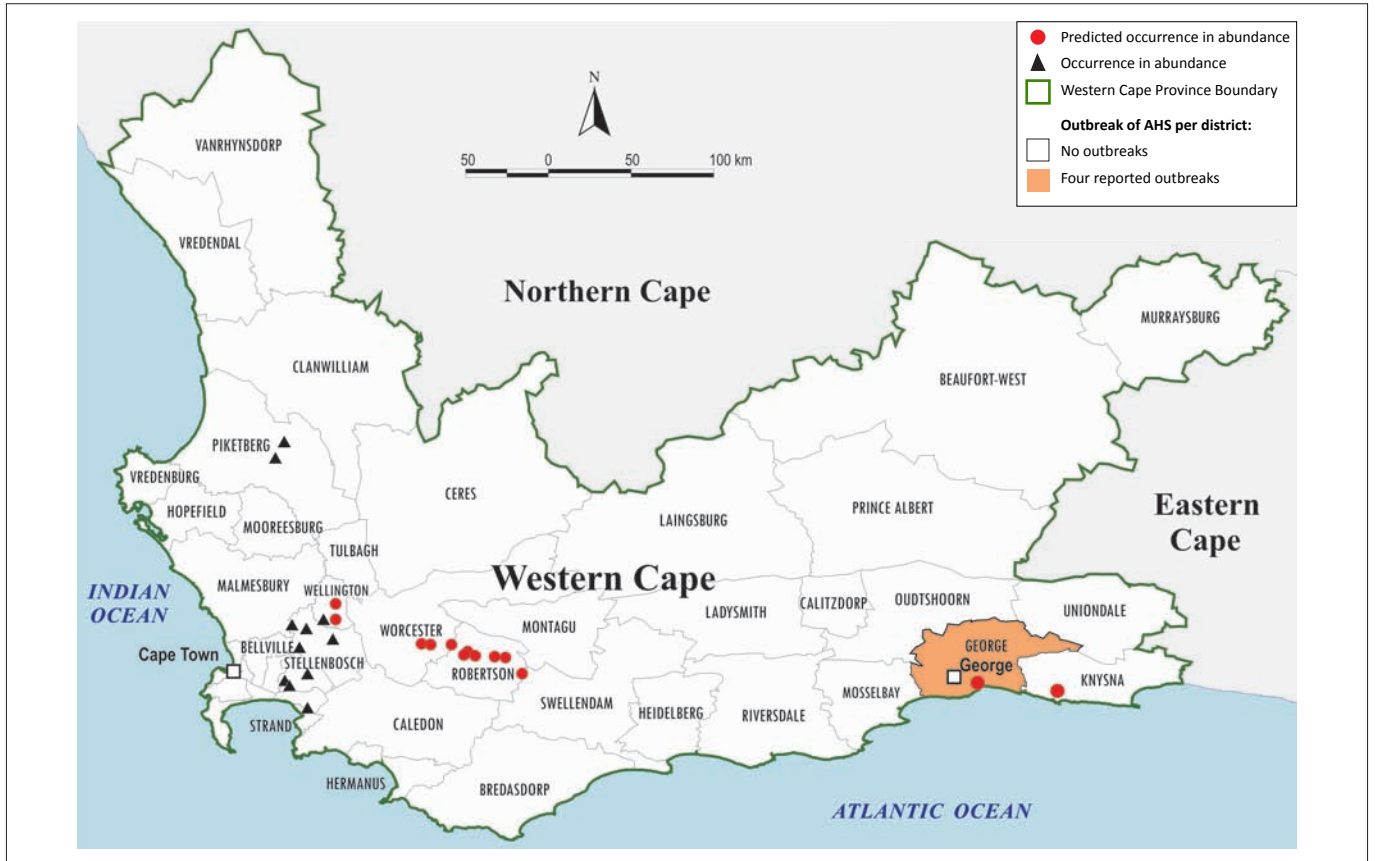 Predicted occurrence in abundance
Occurrence in abundance
Western Cape Province Boundary
Outbreak of AHS per district:
No outbreaks
Four reported outbreaks
N
50 0 50 100 km
VANRHYNSDORP
VREDENDAL
Northern Cape
MURRAYSBURG
CLANWILLIAM
BEAUFORT-WEST
PIKETBERG
VREDENBURG
CERES
HOPEFIELD
MOOREESBURG
LAINGSBURG
PRINCE ALBERT
Eastern
Cape
TULBAGH
Western Cape
MALMESBURY
WELLINGTON
INDIAN
OCEAN
LADYSMITH
CALITZDORP
OUDTSHOORN
UNIONDALE
WORCESTER
MONTAGU
BELLVILLE
GEORGE
Cape Town
STELLENBOSCH
George
ROBERTSON
KNYSNA
MOSSELBAY
SWELLENDAM
HEIDELBERG
RIVERSDALE
STRAND
CALEDON
HERMANUS
BREDASDORP
ATLANTIC OCEAN